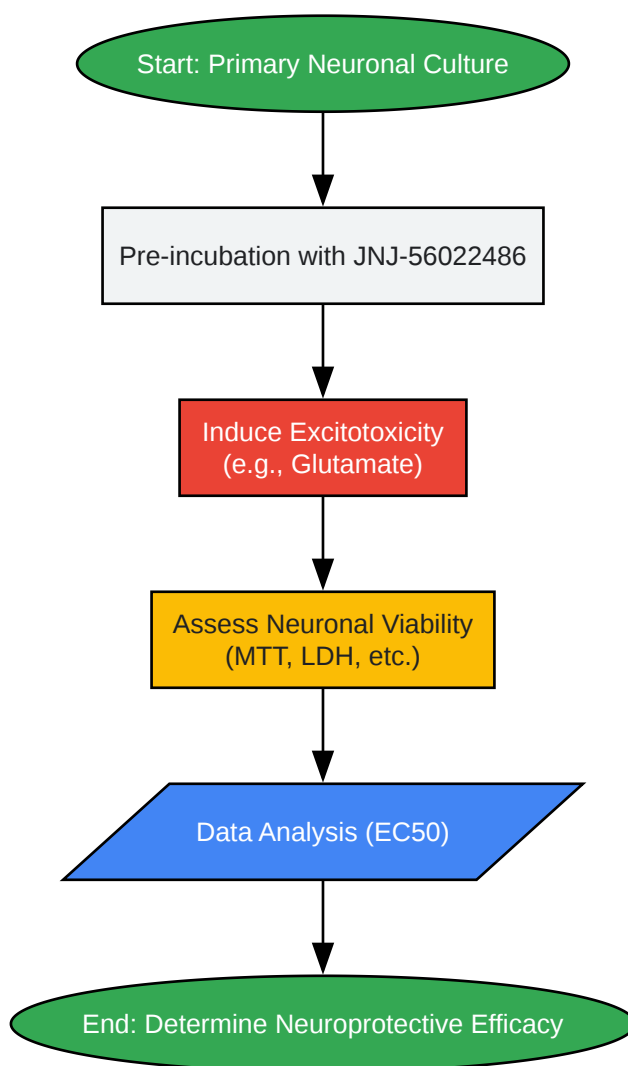 Start: Primary Neuronal Culture
Pre-incubation with JNJ-56022486
Induce Excitotoxicity
(e.g., Glutamate)
Assess Neuronal Viability
(MTT, LDH, etc.)
Data Analysis (EC50)
End: Determine Neuroprotective Efficacy